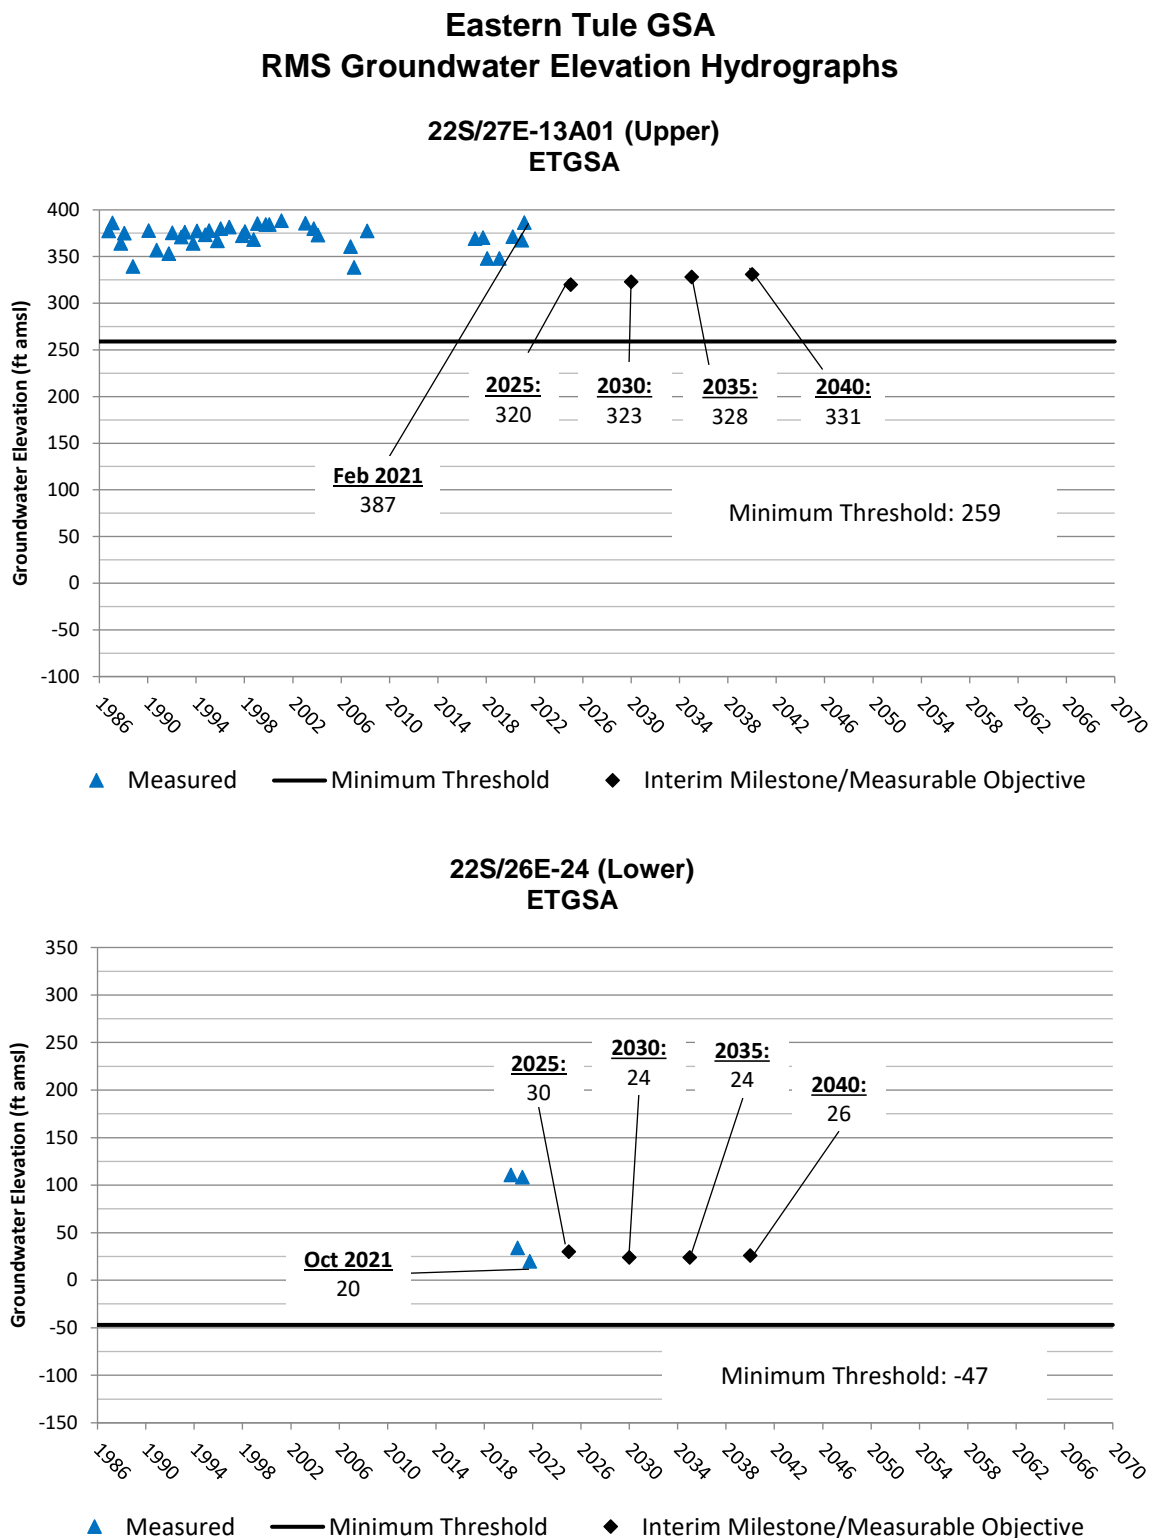 Eastern Tule GSA
RMS Groundwater Elevation Hydrographs
22S/27E-13A01 (Upper)
ETGSA
Groundwater Elevation (ft amsl)
400
350
300
250
200
150
100
50
0
-50
-100
2025:
320
2030:
323
2035:
328
2040:
331
Feb 2021
387
Minimum Threshold: 259
1986 1990 1994 1998 2002 2006 2010 2014 2018 2022 2026 2030 2034 2038 2042 2046 2050 2054 2058 2062 2066 2070
Measured Minimum Threshold Interim Milestone/Measurable Objective
22S/26E-24 (Lower)
ETGSA
Groundwater Elevation (ft amsl)
350
300
250
200
150
100
50
0
-50
-100
-150
2025:
30
2030:
24
2035:
24
2040:
26
Oct 2021
20
Minimum Threshold: -47
1986 1990 1994 1998 2002 2006 2010 2014 2018 2022 2026 2030 2034 2038 2042 2046 2050 2054 2058 2062 2066 2070
Measured Minimum Threshold Interim Milestone/Measurable Objective